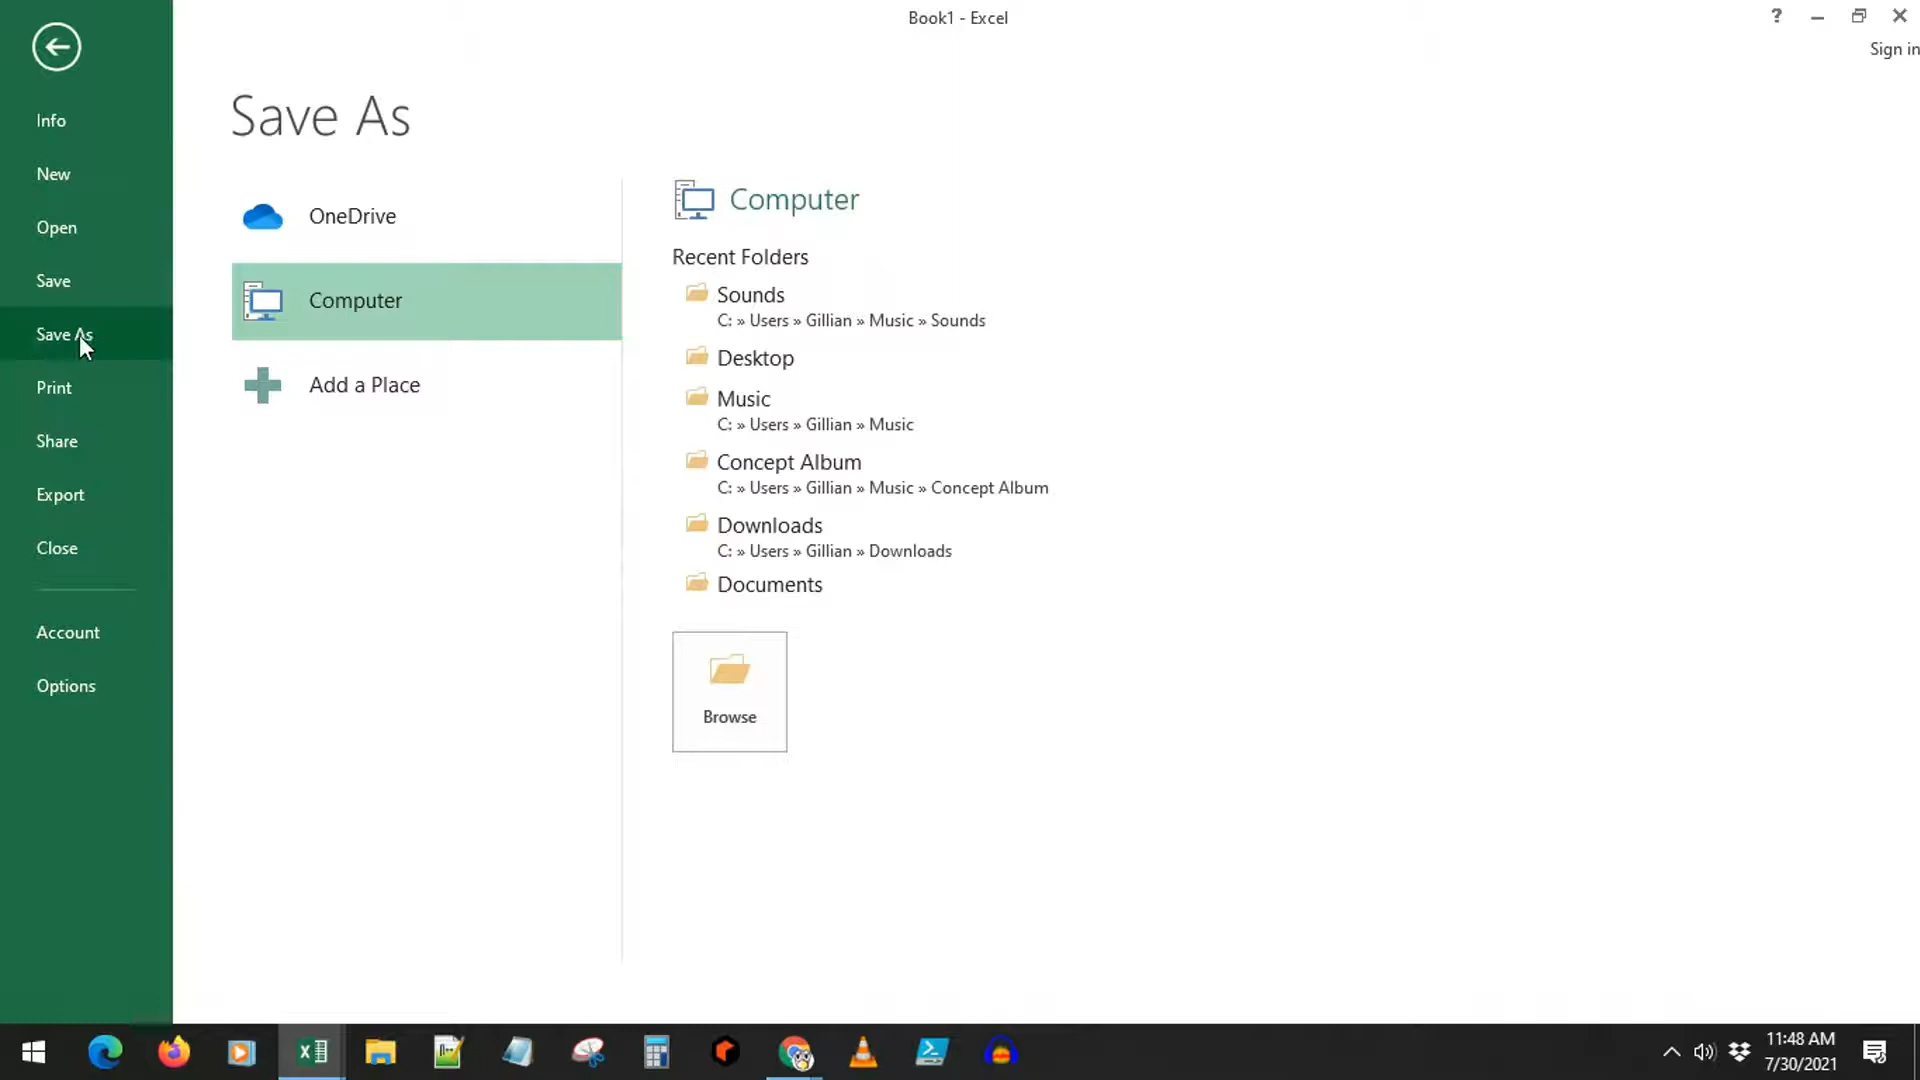 Book1 - Excel
?
Sign in
Info
New
Open
Save
Save As
Print
Share
Export
Close
Account
Options
Save As
OneDrive
Computer
Add a Place
Computer
Recent Folders
Sounds
C: » Users » Gillian » Music » Sounds
Desktop
Music
C: » Users » Gillian » Music
Concept Album
C: » Users » Gillian » Music » Concept Album
Downloads
C: » Users » Gillian » Downloads
Documents
Browse
11:48 AM
7/30/2021